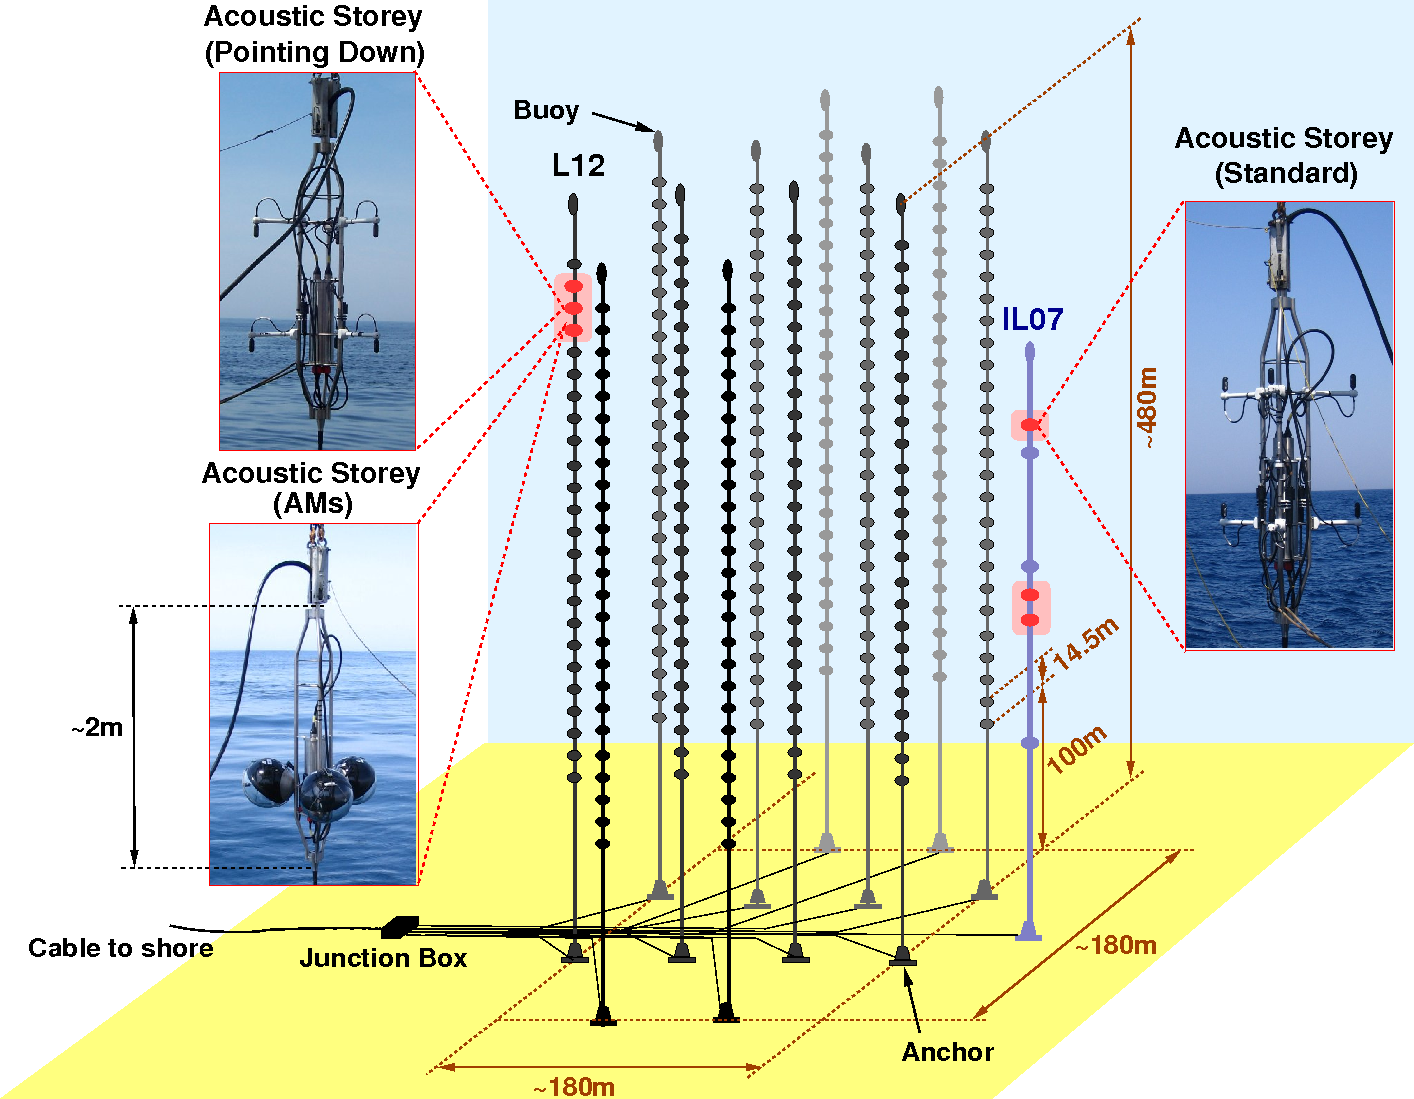 Acoustic Storey
(Pointing Down)
Buoy
L12
Acoustic Storey
(Standard)
IL07
~480m
Acoustic Storey
(AMs)
14.5m
~2m
100m
Cable to shore
Junction Box
~180m
Anchor
~180m